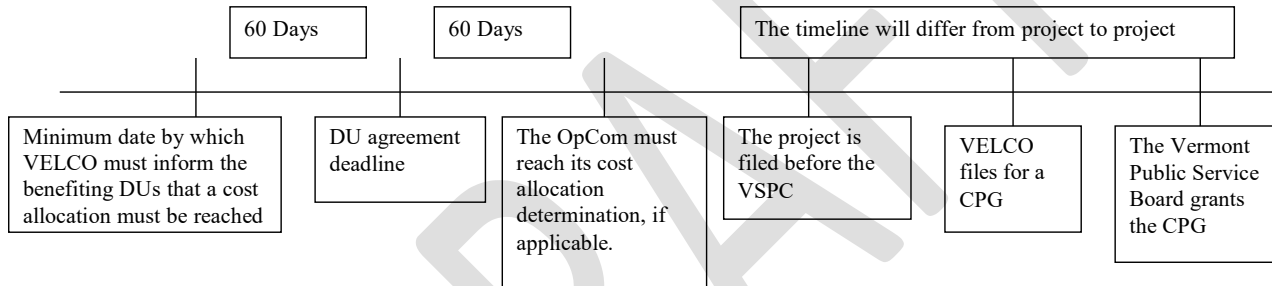 60 Days
60 Days
The timeline will differ from project to project
Minimum date by which
VELCO must inform the
benefiting DUs that a cost
allocation must be reached
DU agreement
deadline
The OpCom must
reach its cost
allocation
determination, if
applicable.
The project is
filed before the
VSPC
VELCO
files for a
CPG
The Vermont
Public Service
Board grants
the CPG